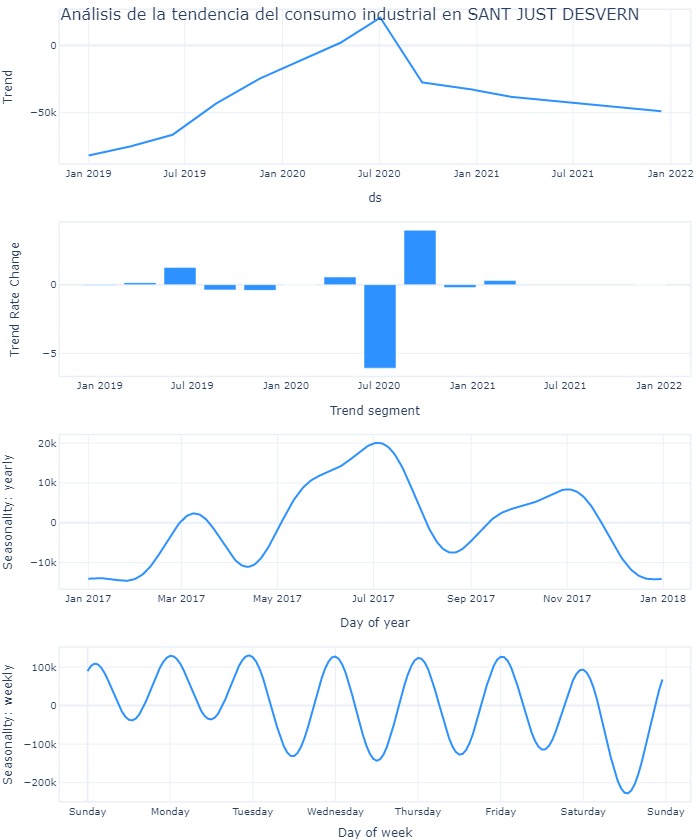 Análisis de la tendencia del consumo industrial en SANT JUST DESVERN
Trend
0
−50k
Jan 2019 Jul 2019 Jan 2020 Jul 2020 Jan 2021 Jul 2021 Jan 2022
ds
Trend Rate Change
0
−5
Jan 2019 Jul 2019 Jan 2020 Jul 2020 Jan 2021 Jul 2021 Jan 2022
Trend segment
Seasonality: yearly
20k
10k
0
−10k
Jan 2017 Mar 2017 May 2017 Jul 2017 Sep 2017 Nov 2017 Jan 2018
Day of year
Seasonality: weekly
100k
0
−100k
−200k
Sunday Monday Tuesday Wednesday Thursday Friday Saturday Sunday
Day of week